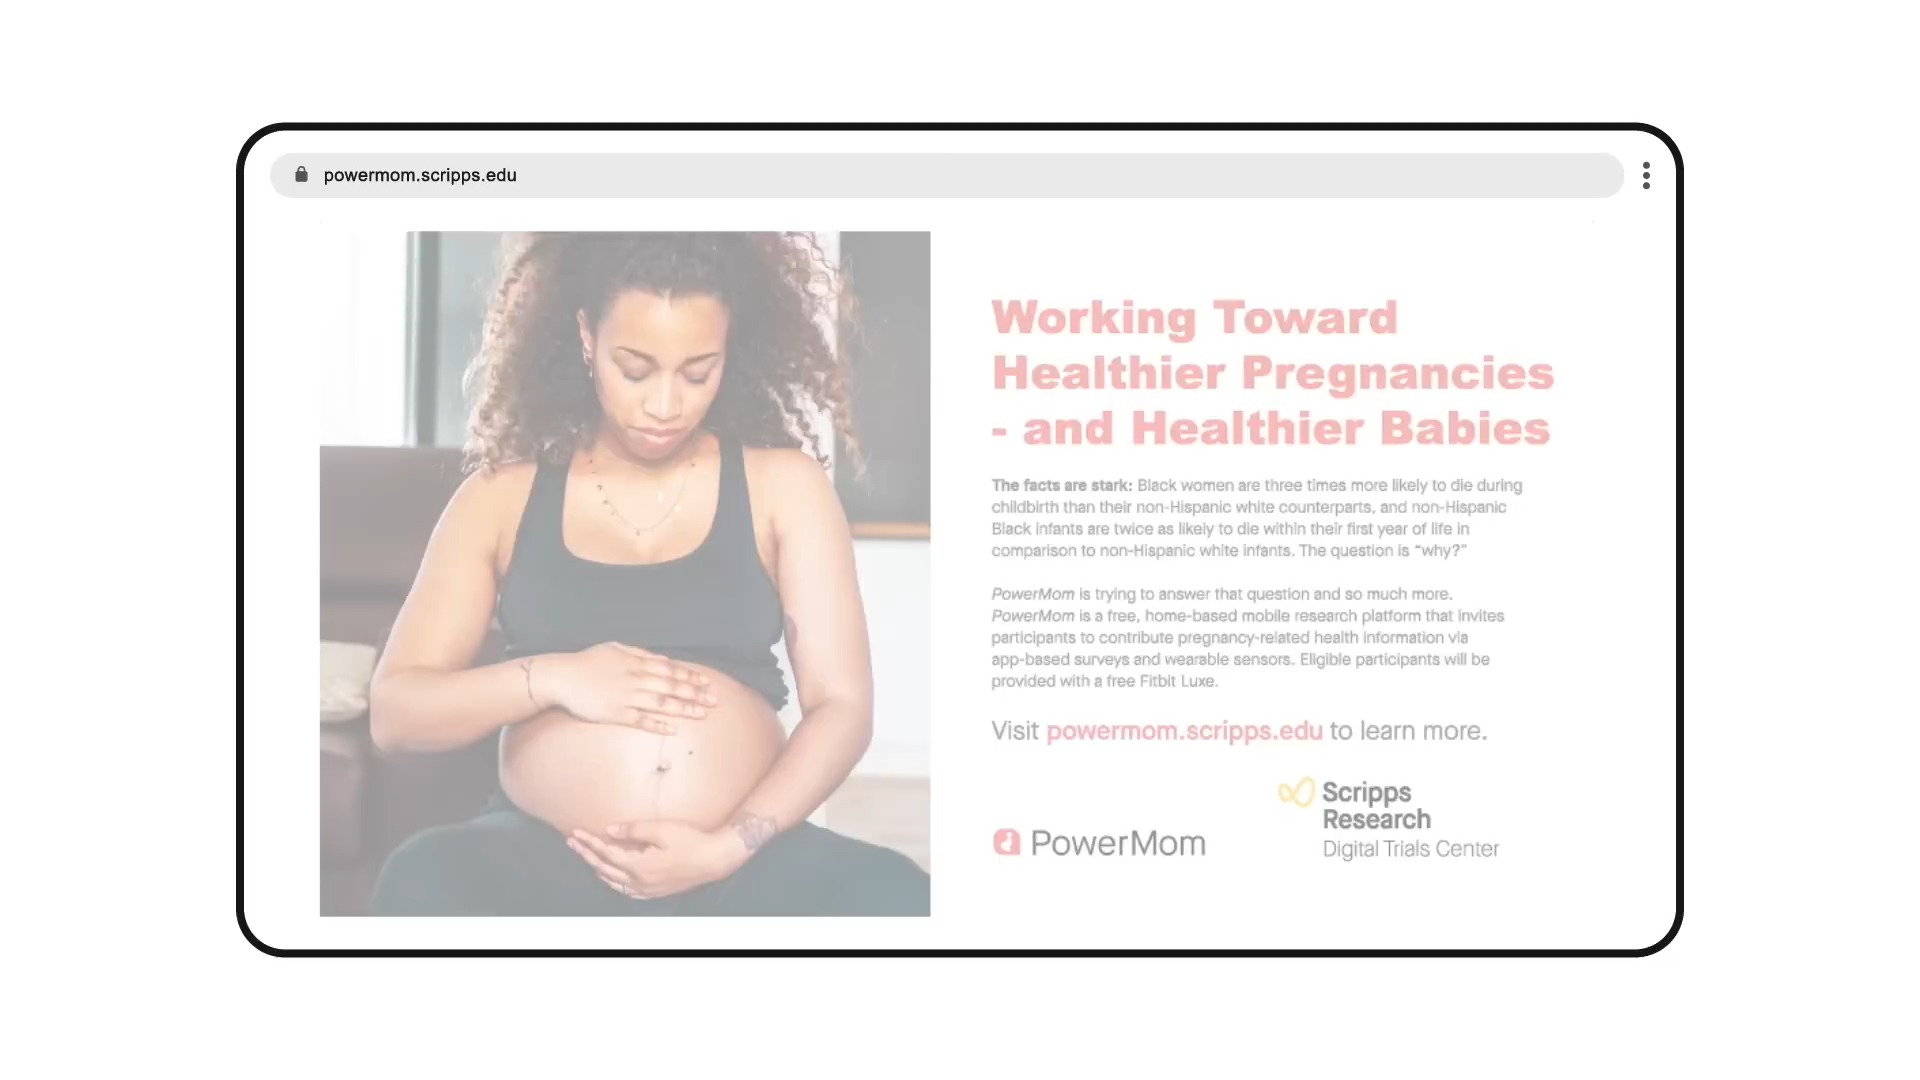 powermom.scripps.edu
Working Toward
Healthier Pregnancies
- and Healthier Babies
The facts are stark: Black women are three times more likely to die during
childbirth than their non-Hispanic white counterparts, and non-Hispanic
Black infants are twice as likely to die within their first year of life in
comparison to non-Hispanic white infants. The question is “why?”
PowerMom is trying to answer that question and so much more.
PowerMom is a free, home-based mobile research platform that invites
participants to contribute pregnancy-related health information via
app-based surveys and wearable sensors. Eligible participants will be
provided with a free Fitbit Luxe.
Visit powermom.scripps.edu to learn more.
PowerMom
Scripps
Research
Digital Trials Center